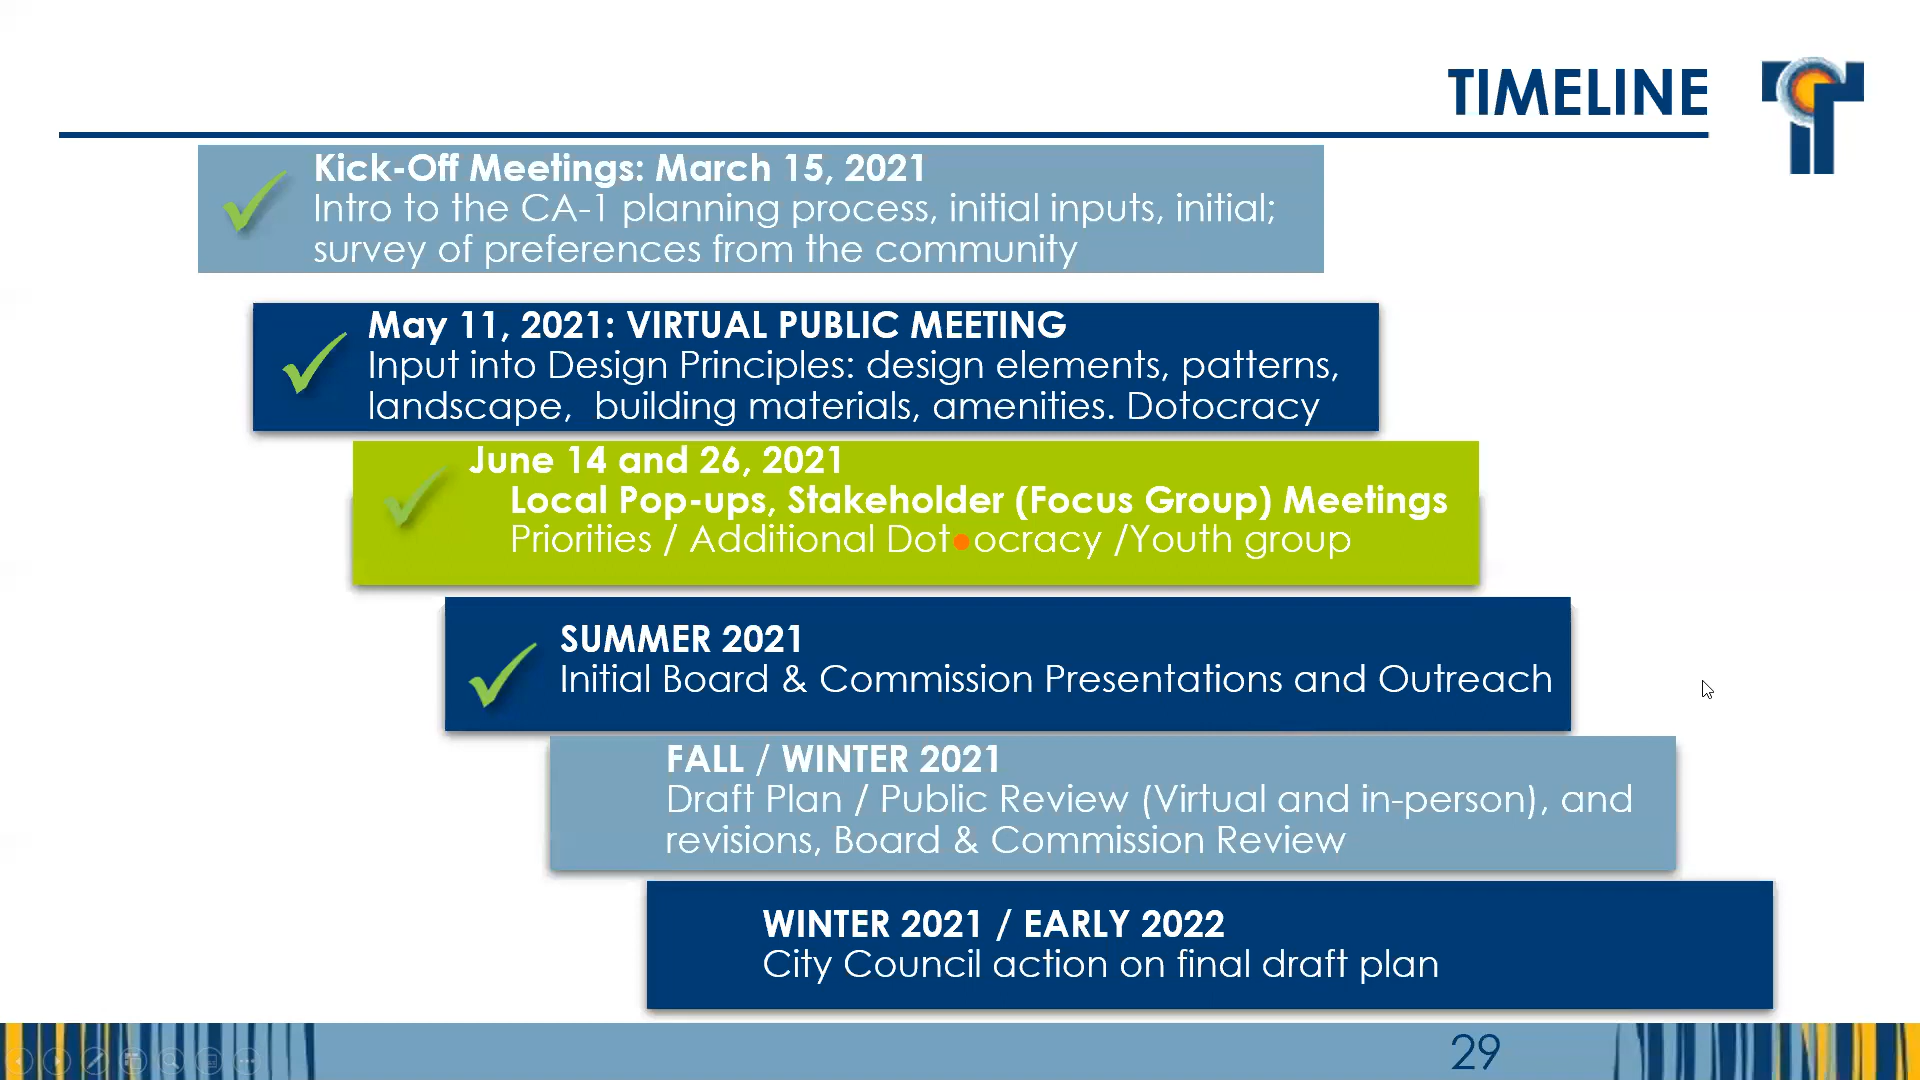 TIMELINE
Kick-Off Meetings: March 15, 2021
Intro to the CA-1 planning process, initial inputs, initial;
survey of preferences from the community
May 11, 2021: VIRTUAL PUBLIC MEETING
Input into Design Principles: design elements, patterns,
landscape,  building materials, amenities. Dotocracy
June 14 and 26, 2021
Local Pop-ups, Stakeholder (Focus Group) Meetings
Priorities / Additional Dot●ocracy /Youth group
SUMMER 2021
Initial Board & Commission Presentations and Outreach
FALL / WINTER 2021
Draft Plan / Public Review (Virtual and in-person), and
revisions, Board & Commission Review
WINTER 2021 / EARLY 2022
City Council action on final draft plan
29